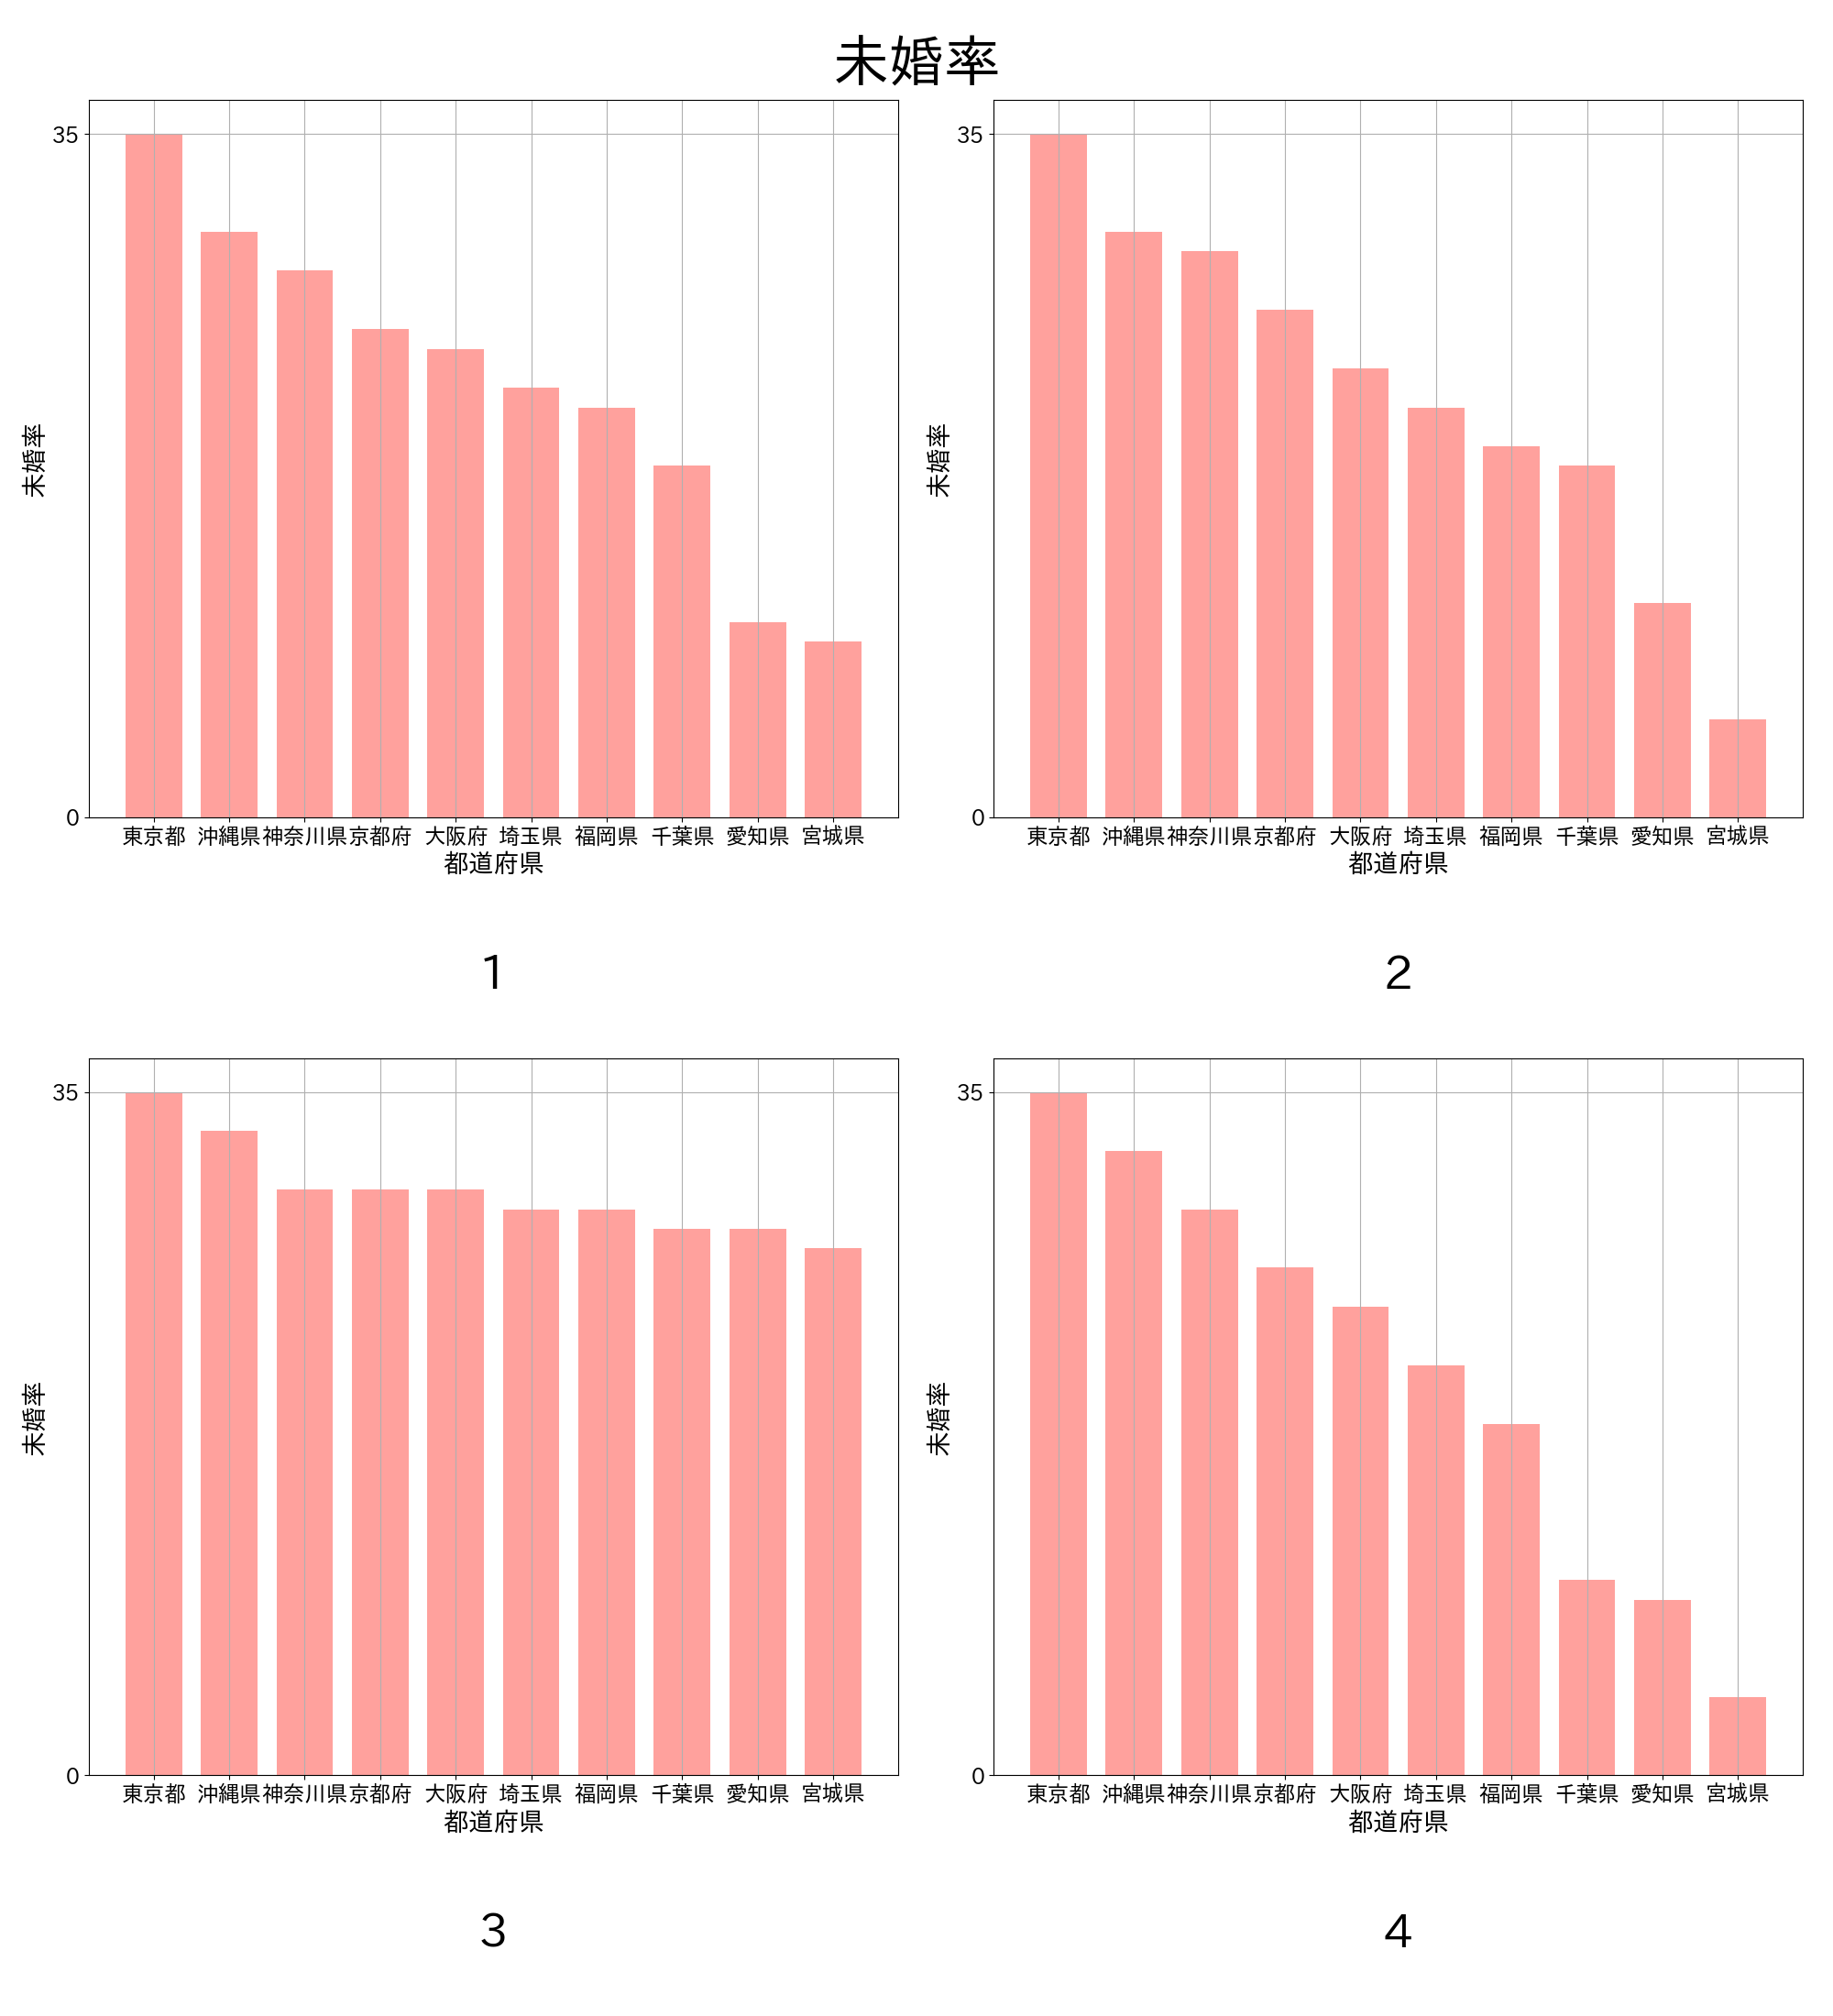 未婚率
35
未婚率
0
東京都 沖縄県 神奈川県 京都府 大阪府 埼玉県 福岡県 千葉県 愛知県 宮城県
都道府県
1
35
未婚率
0
東京都 沖縄県 神奈川県 京都府 大阪府 埼玉県 福岡県 千葉県 愛知県 宮城県
都道府県
2
35
未婚率
0
東京都 沖縄県 神奈川県 京都府 大阪府 埼玉県 福岡県 千葉県 愛知県 宮城県
都道府県
3
35
未婚率
0
東京都 沖縄県 神奈川県 京都府 大阪府 埼玉県 福岡県 千葉県 愛知県 宮城県
都道府県
4